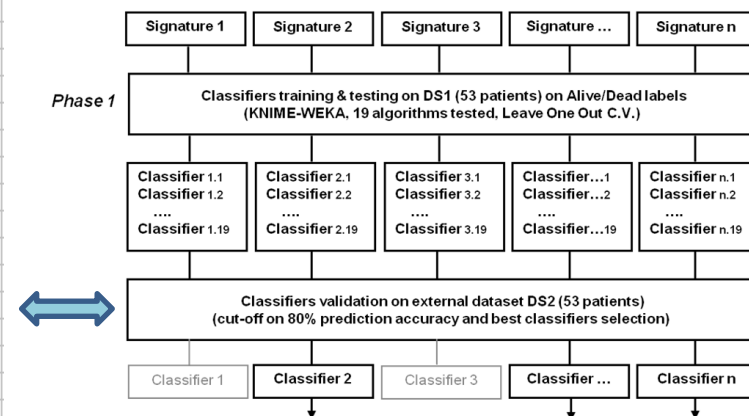 Signature 1 Signature 2 Signature 3 Signature ... Signature n
Phase 1
Classifiers training & testing on DS1 (53 patients) on Alive/Dead labels
(KNIME-WEKA, 19 algorithms tested, Leave One Out C.V.)
Classifier 1.1 Classifier 2.1 Classifier 3.1 Classifier...1 Classifier n.1
Classifier 1.2 Classifier 2.2 Classifier 3.2 Classifier...2 Classifier n.2
.... .... .... .... ....
Classifier 1.19 Classifier 2.19 Classifier 3.19 Classifier...19 Classifier n.19
Classifiers validation on external dataset DS2 (53 patients)
(cut-off on 80% prediction accuracy and best classifiers selection)
Classifier 1 Classifier 2 Classifier 3 Classifier ... Classifier n